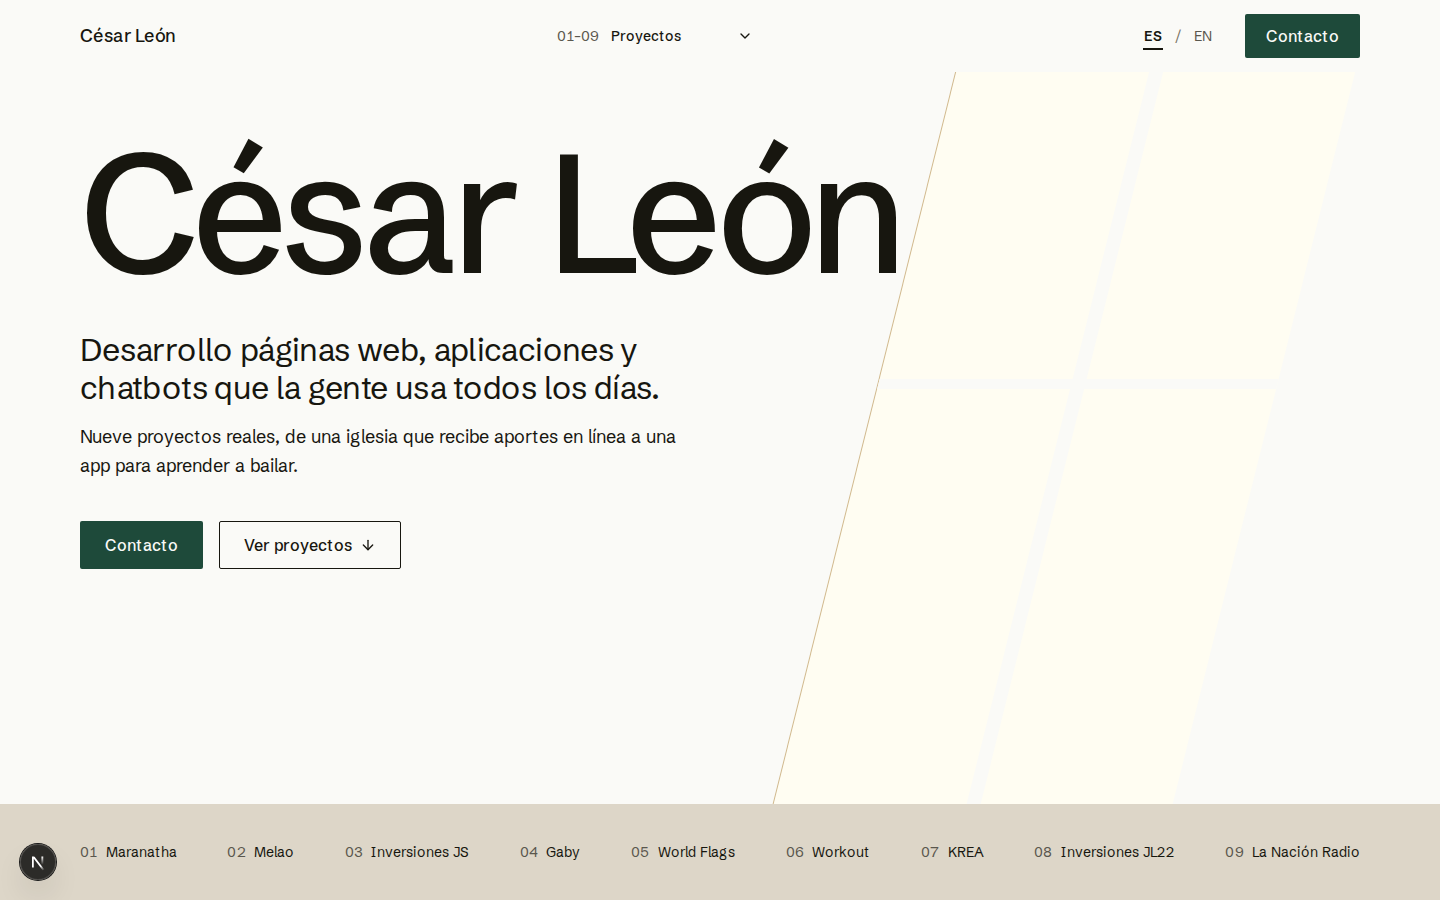 César León
01–09 Proyectos
ES / EN
Contacto
César León
Desarrollo páginas web, aplicaciones y
chatbots que la gente usa todos los días.
Nueve proyectos reales, de una iglesia que recibe aportes en línea a una
app para aprender a bailar.
Contacto
Ver proyectos ↓
N
01 Maranatha
02 Melao
03 Inversiones JS
04 Gaby
05 World Flags
06 Workout
07 KREA
08 Inversiones JL22
09 La Nación Radio